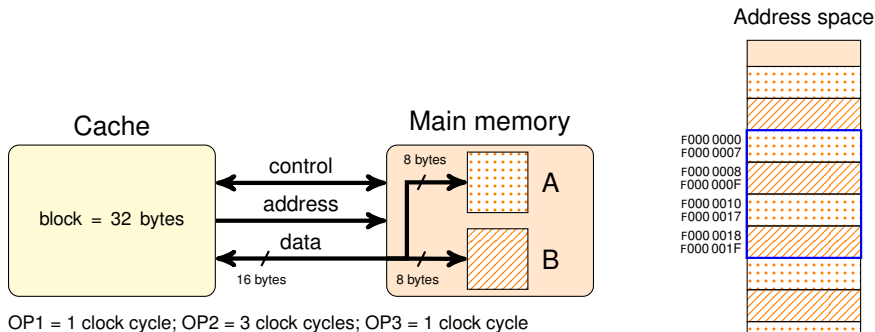 Address space
Cache
Main memory
block = 32 bytes
control
address
data
16 bytes
8 bytes
8 bytes
A
B
F000 0000
F000 0007
F000 0008
F000 000F
F000 0010
F000 0017
F000 0018
F000 001F
OP1 = 1 clock cycle; OP2 = 3 clock cycles; OP3 = 1 clock cycle